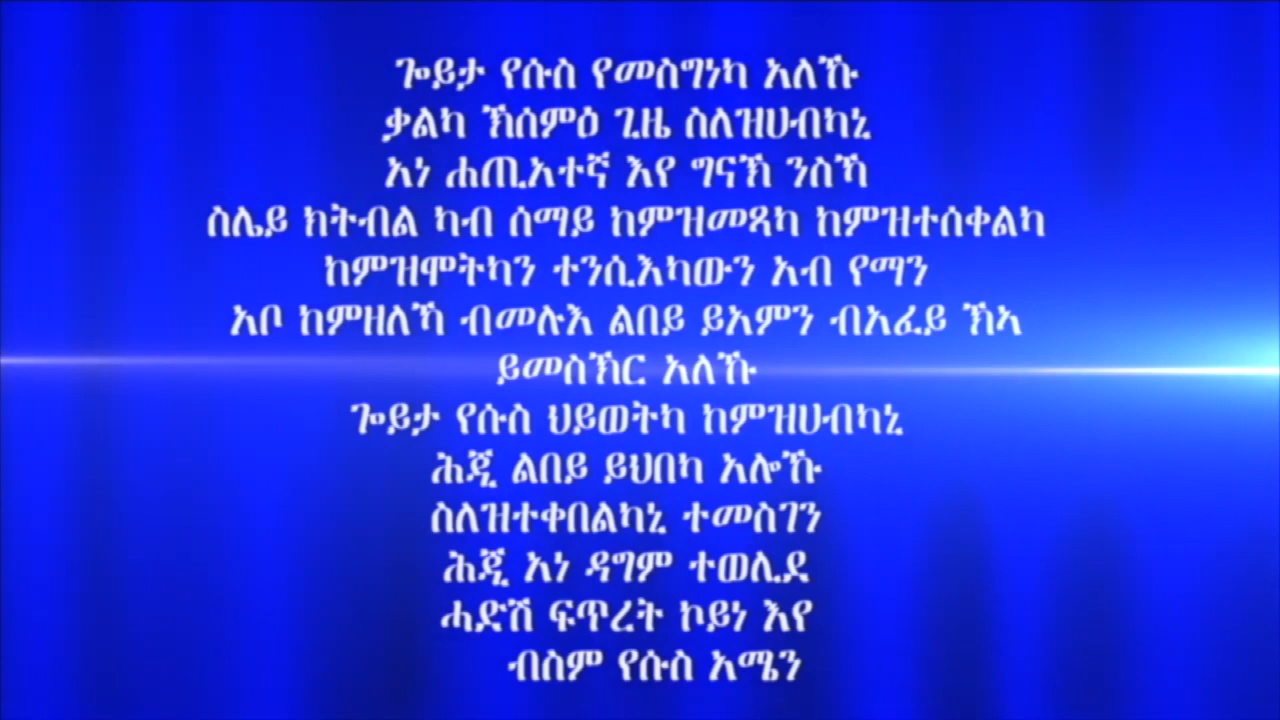 ጐይታ የሱስ የመስግነካ አለኹ
ቃልካ ኽሰምዕ ጊዜ ስለዝሀብካኒ
አነ ሐጢአተኛ እየ ግናኽ ንስኻ
ስሌይ ክትብል ካብ ሰማይ ከምዝመጻካ ከምዝተሰቀልካ
ከምዝሞትካን ተንሲእካውን አብ የማን
አቦ ከምዘለኻ ብመሉእ ልበይ ይአምን ብአፈይ ኽኣ
ይመስኽር አለኹ
ጐይታ የሱስ ህይወትካ ከምዝሀብካኒ
ሕጂ ልበይ ይህበካ አሎኹ
ስለዝተቀበልካኒ ተመስገን
ሕጂ አነ ዳግም ተወሊደ
ሓድሽ ፍጥረት ኮይነ እየ
ብስም የሱስ አሜን